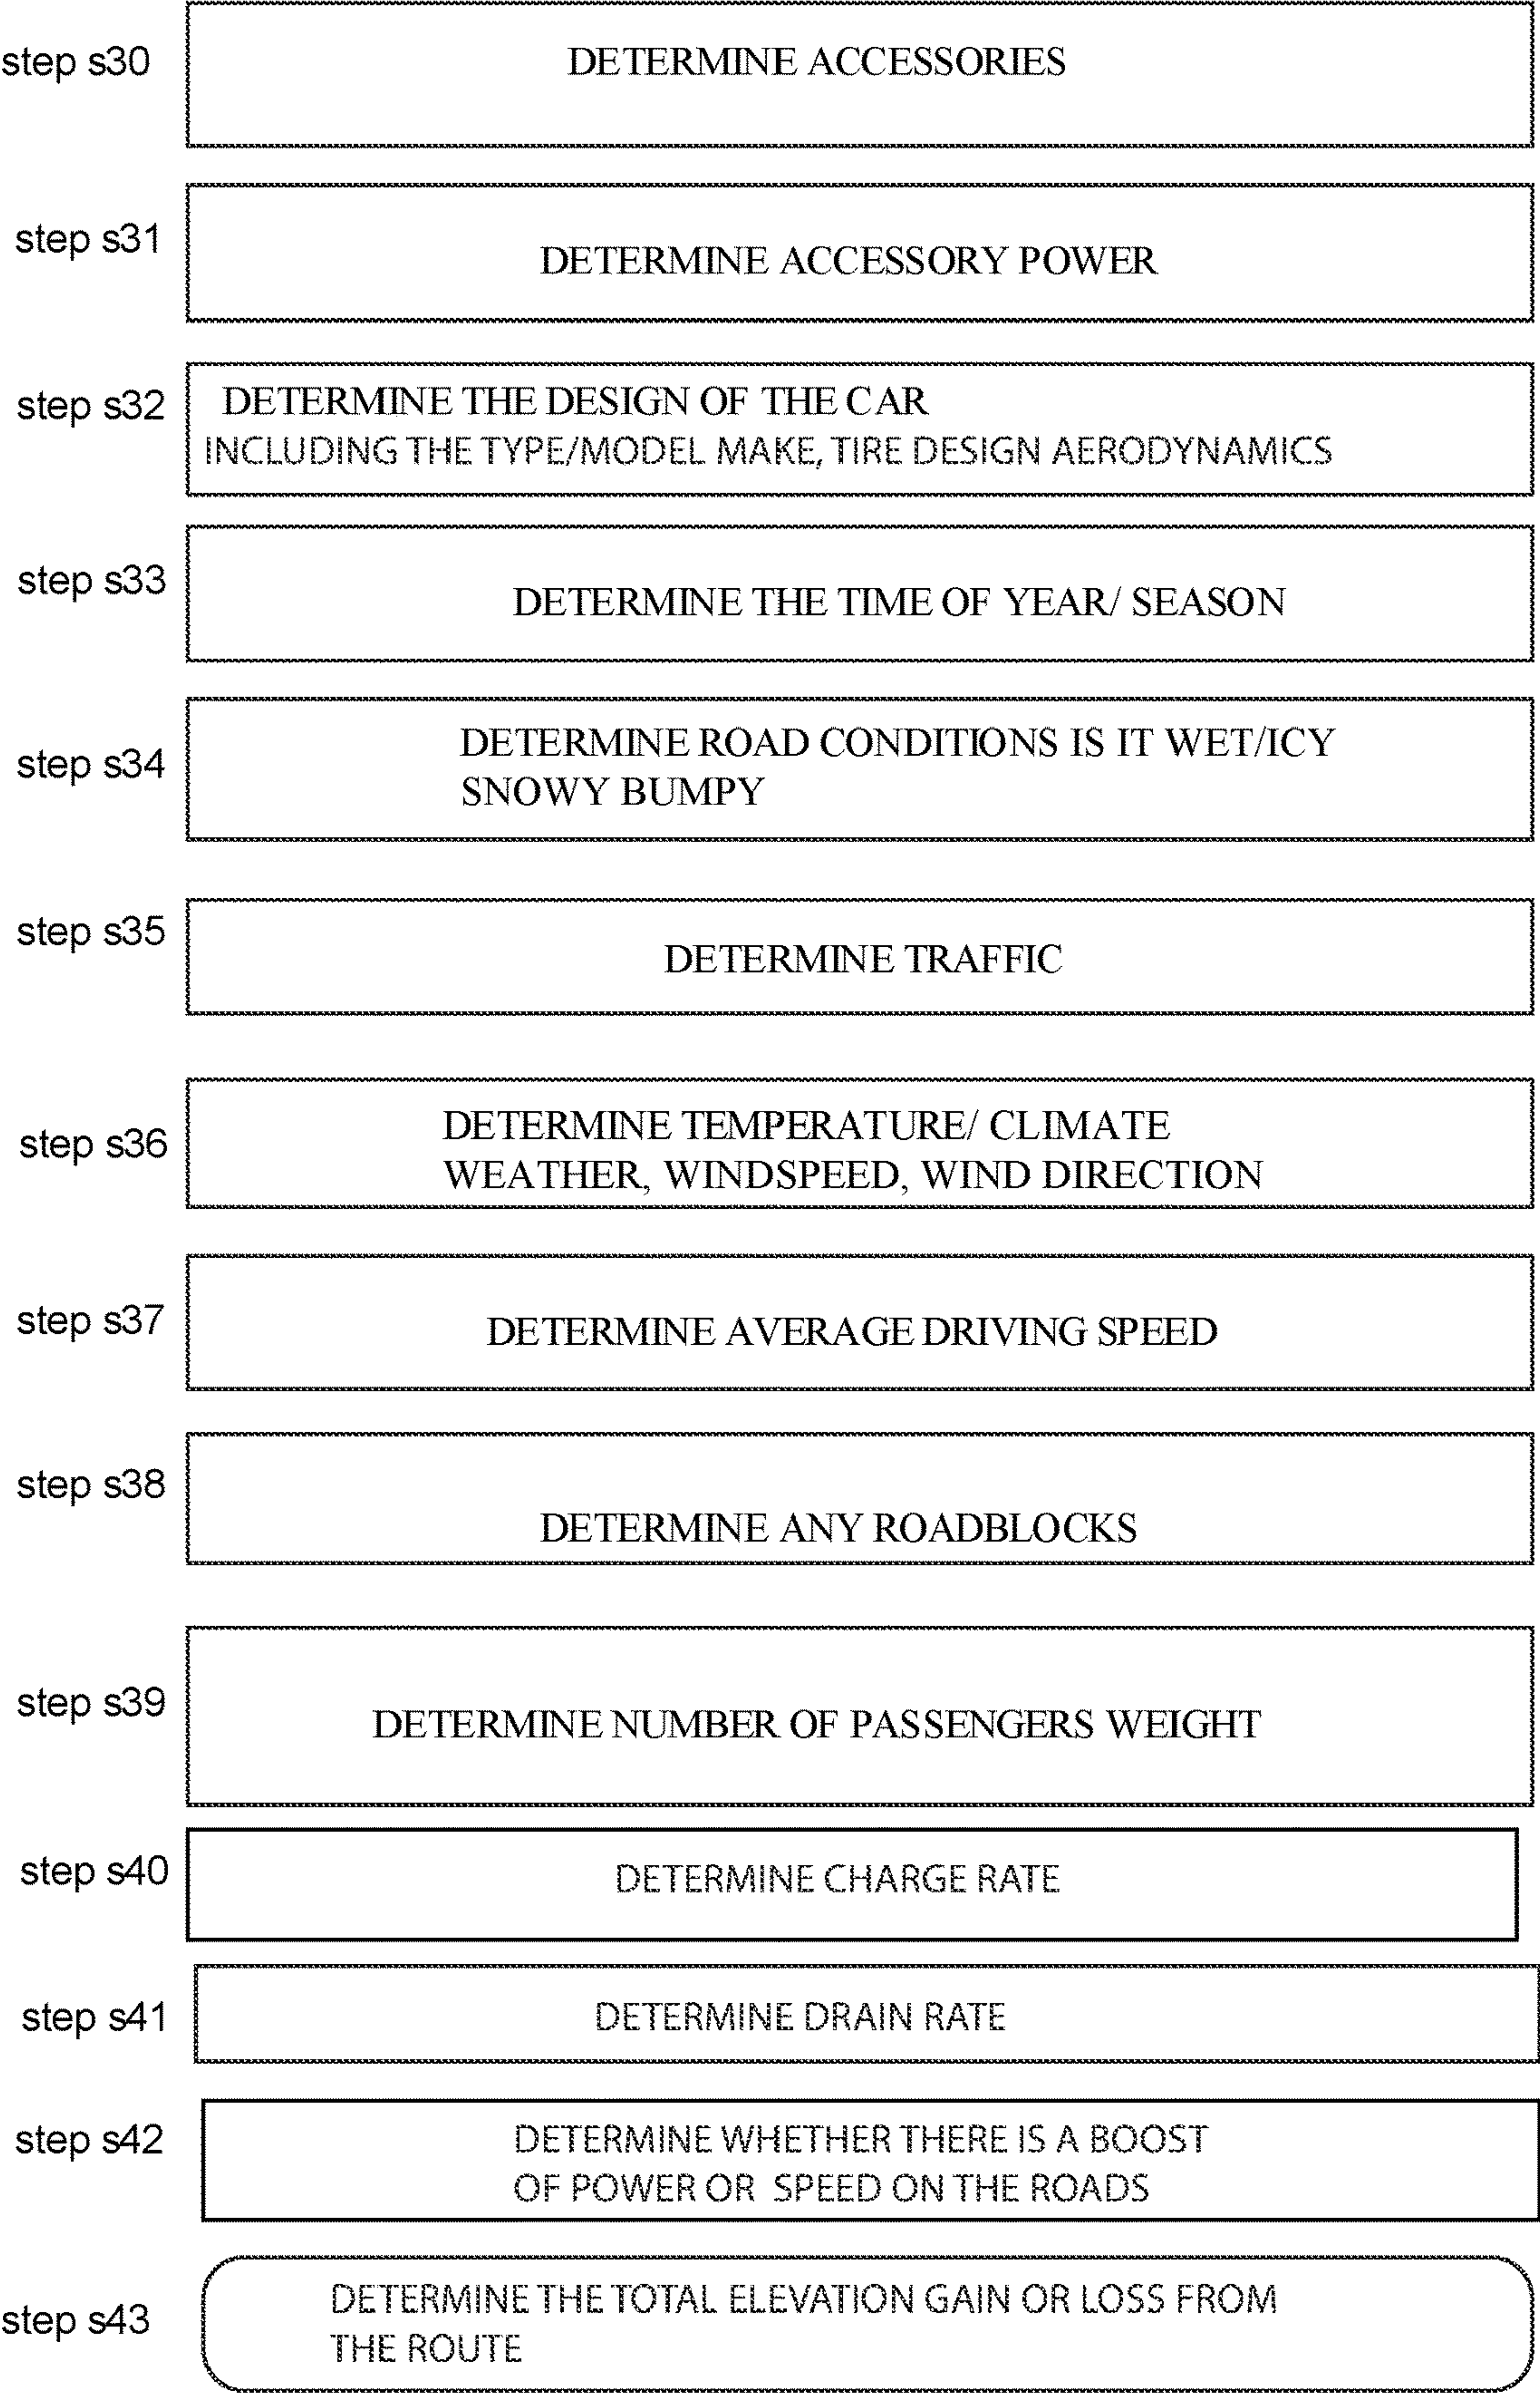 step s30
DETERMINE ACCESSORIES
step s31
DETERMINE ACCESSORY POWER
step s32
DETERMINE THE DESIGN OF THE CAR
INCLUDING THE TYPE/MODEL MAKE, TIRE DESIGN AERODYNAMICS
step s33
DETERMINE THE TIME OF YEAR/ SEASON
step s34
DETERMINE ROAD CONDITIONS IS IT WET/ICY
SNOWY BUMPY
step s35
DETERMINE TRAFFIC
step s36
DETERMINE TEMPERATURE/ CLIMATE
WEATHER, WINDSPEED, WIND DIRECTION
step s37
DETERMINE AVERAGE DRIVING SPEED
step s38
DETERMINE ANY ROADBLOCKS
step s39
DETERMINE NUMBER OF PASSENGERS WEIGHT
step s40
DETERMINE CHARGE RATE
step s41
DETERMINE DRAIN RATE
step s42
DETERMINE WHETHER THERE IS A BOOST
OF POWER OR SPEED ON THE ROADS
step s43
DETERMINE THE TOTAL ELEVATION GAIN OR LOSS FROM
THE ROUTE